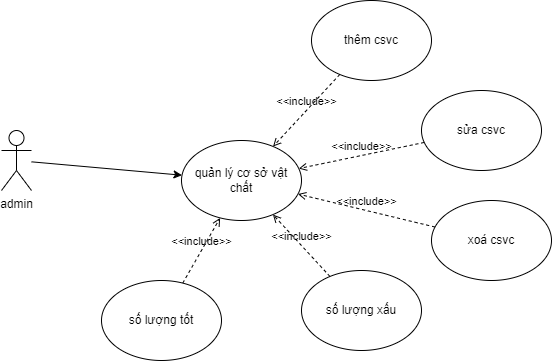 thêm csvc
<<include>>
sửa csvc
<<include>>
quản lý cơ sở vật
chất
<<include>>
admin
xoá csvc
<<include>>
<<include>>
số lượng xấu
số lượng tốt